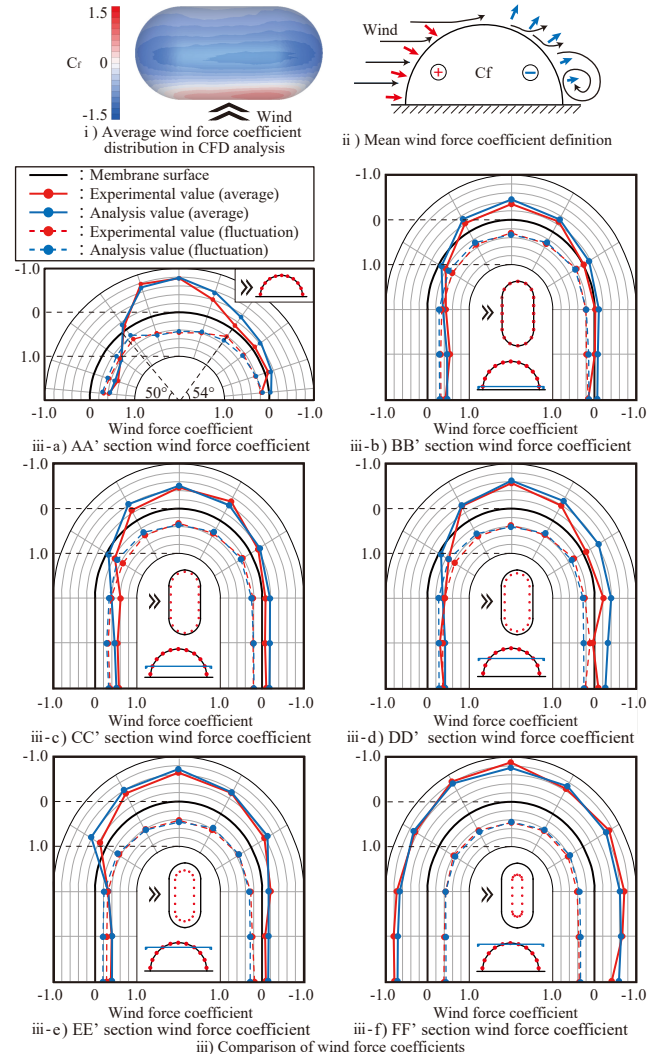 1.5
Cf
0
-1.5
Wind
i ) Average wind force coefficient
distribution in CFD analysis
Wind
+
Cf
−
ii ) Mean wind force coefficient definition
: Membrane surface
: Experimental value (average)
: Analysis value (average)
: Experimental value (fluctuation)
: Analysis value (fluctuation)
-1.0
0
1.0
50° 54°
-1.0 0 1.0 1.0 0 -1.0
Wind force coefficient
iii-a) AA’ section wind force coefficient
-1.0
0
1.0
-1.0 0 1.0 1.0 0 -1.0
Wind force coefficient
iii-b) BB’ section wind force coefficient
-1.0
0
1.0
-1.0 0 1.0 1.0 0 -1.0
Wind force coefficient
iii-c) CC’ section wind force coefficient
-1.0
0
1.0
-1.0 0 1.0 1.0 0 -1.0
Wind force coefficient
iii-d) DD’ section wind force coefficient
-1.0
0
1.0
-1.0 0 1.0 1.0 0 -1.0
Wind force coefficient
iii-e) EE’ section wind force coefficient
-1.0
0
1.0
-1.0 0 1.0 1.0 0 -1.0
Wind force coefficient
iii-f) FF’ section wind force coefficient
iii) Comparison of wind force coefficients